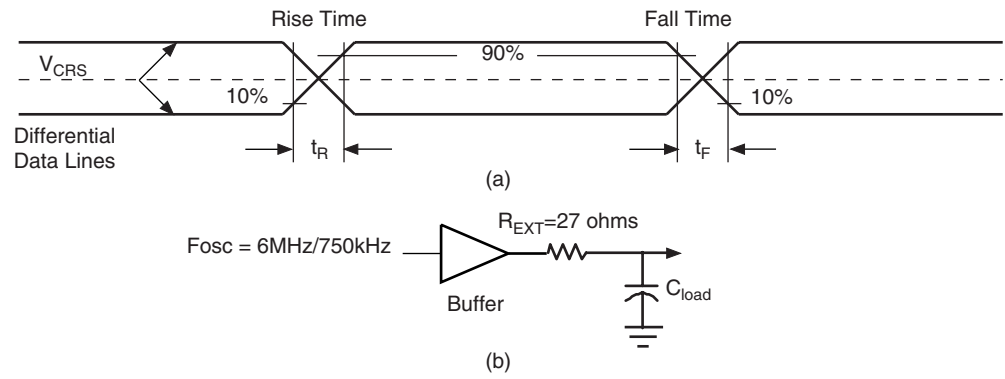 Rise Time
Fall Time
90%
V_CRS
10%
10%
Differential
Data Lines
t_R
t_F
(a)
R_EXT=27 ohms
Fosc = 6MHz/750kHz
C_load
Buffer
(b)